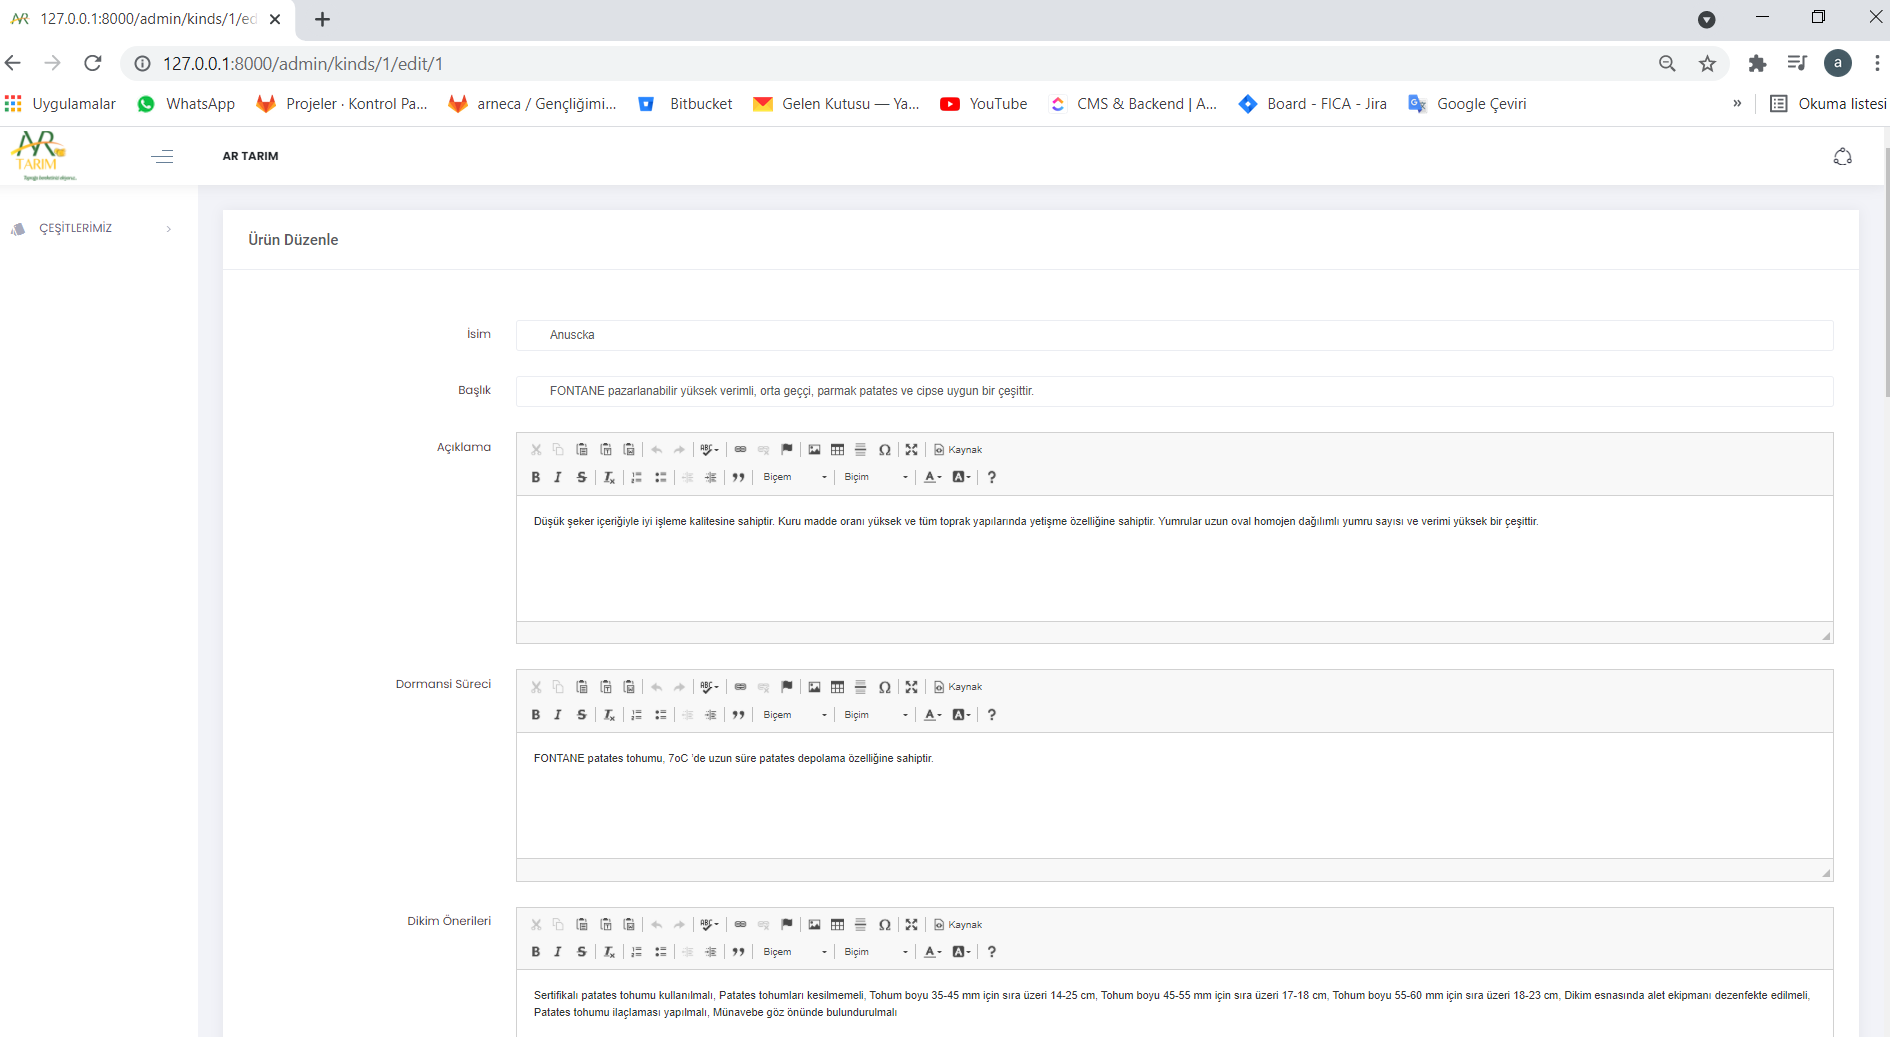 127.0.0.1:8000/admin/kinds/1/ed
127.0.0.1:8000/admin/kinds/1/edit/1
a
Uygulamalar
WhatsApp
Projeler · Kontrol Pa...
arneca / Gençliğimi...
Bitbucket
Gelen Kutusu — Ya...
YouTube
CMS & Backend | A...
Board - FICA - Jira
Google Çeviri
»
Okuma listesi
AR
TARIM
AR TARIM
ÇEŞİTLERİMİZ
Ürün Düzenle
İsim
Anuscka
Başlık
FONTANE pazarlanabilir yüksek verimli, orta geççi, parmak patates ve cipse uygun bir çeşittir.
Açıklama
Kaynak
B I S Biçem Biçim A A ?
Düşük şeker içeriğiyle iyi işleme kalitesine sahiptir. Kuru madde oranı yüksek ve tüm toprak yapılarında yetişme özelliğine sahiptir. Yumrular uzun oval homojen dağılımlı yumru sayısı ve verimi yüksek bir çeşittir.
Dormansi Süreci
Kaynak
B I S Biçem Biçim A A ?
FONTANE patates tohumu, 7oC 'de uzun süre patates depolama özelliğine sahiptir.
Dikim Önerileri
Kaynak
B I S Biçem Biçim A A ?
Sertifikalı patates tohumu kullanılmalı, Patates tohumları kesilmemeli, Tohum boyu 35-45 mm için sıra üzeri 14-25 cm, Tohum boyu 45-55 mm için sıra üzeri 17-18 cm, Tohum boyu 55-60 mm için sıra üzeri 18-23 cm, Dikim esnasında alet ekipmanı dezenfekte edilmeli,
Patates tohumu ilaçlaması yapılmalı, Münavebe göz önünde bulundurulmalı